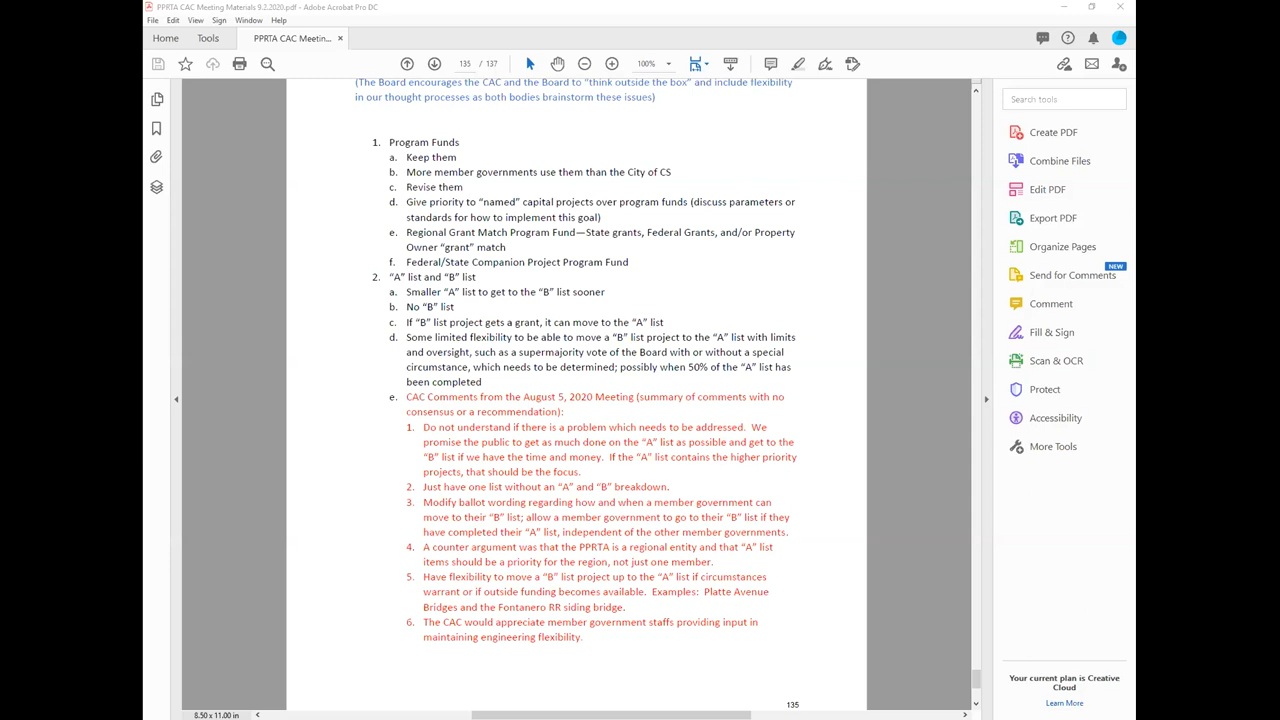 PPRTA CAC Meeting Materials 9.2.2020.pdf - Adobe Acrobat Pro DC
File Edit View Sign Window Help
Home Tools PPRTA CAC Meetin... ×
135 / 137 100%
(The Board encourages the CAC and the Board to “think outside the box” and include flexibility
in our thought processes as both bodies brainstorm these issues)
1. Program Funds
a. Keep them
b. More member governments use them than the City of CS
c. Revise them
d. Give priority to “named” capital projects over program funds (discuss parameters or
standards for how to implement this goal)
e. Regional Grant Match Program Fund—State grants, Federal Grants, and/or Property
Owner “grant” match
f. Federal/State Companion Project Program Fund
2. “A” list and “B” list
a. Smaller “A” list to get to the “B” list sooner
b. No “B” list
c. If “B” list project gets a grant, it can move to the “A” list
d. Some limited flexibility to be able to move a “B” list project to the “A” list with limits
and oversight, such as a supermajority vote of the Board with or without a special
circumstance, which needs to be determined; possibly when 50% of the “A” list has
been completed
e. CAC Comments from the August 5, 2020 Meeting (summary of comments with no
consensus or a recommendation):
1. Do not understand if there is a problem which needs to be addressed. We
promise the public to get as much done on the “A” list as possible and get to the
“B” list if we have the time and money. If the “A” list contains the higher priority
projects, that should be the focus.
2. Just have one list without an “A” and “B” breakdown.
3. Modify ballot wording regarding how and when a member government can
move to their “B” list; allow a member government to go to their “B” list if they
have completed their “A” list, independent of the other member governments.
4. A counter argument was that the PPRTA is a regional entity and that “A” list
items should be a priority for the region, not just one member.
5. Have flexibility to move a “B” list project up to the “A” list if circumstances
warrant or if outside funding becomes available. Examples: Platte Avenue
Bridges and the Fontanero RR siding bridge.
6. The CAC would appreciate member government staffs providing input in
maintaining engineering flexibility.
135
8.50 x 11.00 in
Search tools
Create PDF
Combine Files
Edit PDF
Export PDF
Organize Pages
NEW
Send for Comments
Comment
Fill & Sign
Scan & OCR
Protect
Accessibility
More Tools
Your current plan is Creative
Cloud
Learn More